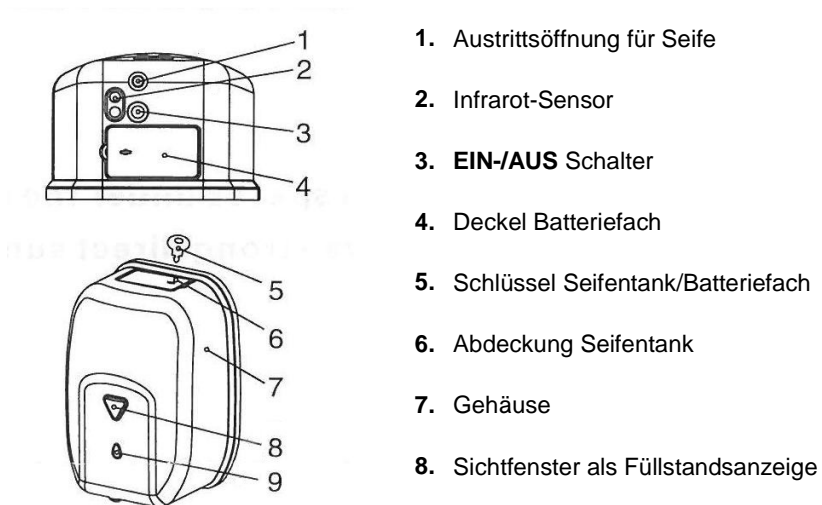 1
2
3
4
5
6
7
8
9
1. Austrittsöffnung für Seife
2. Infrarot-Sensor
3. EIN-/AUS Schalter
4. Deckel Batteriefach
5. Schlüssel Seifentank/Batteriefach
6. Abdeckung Seifentank
7. Gehäuse
8. Sichtfenster als Füllstandsanzeige